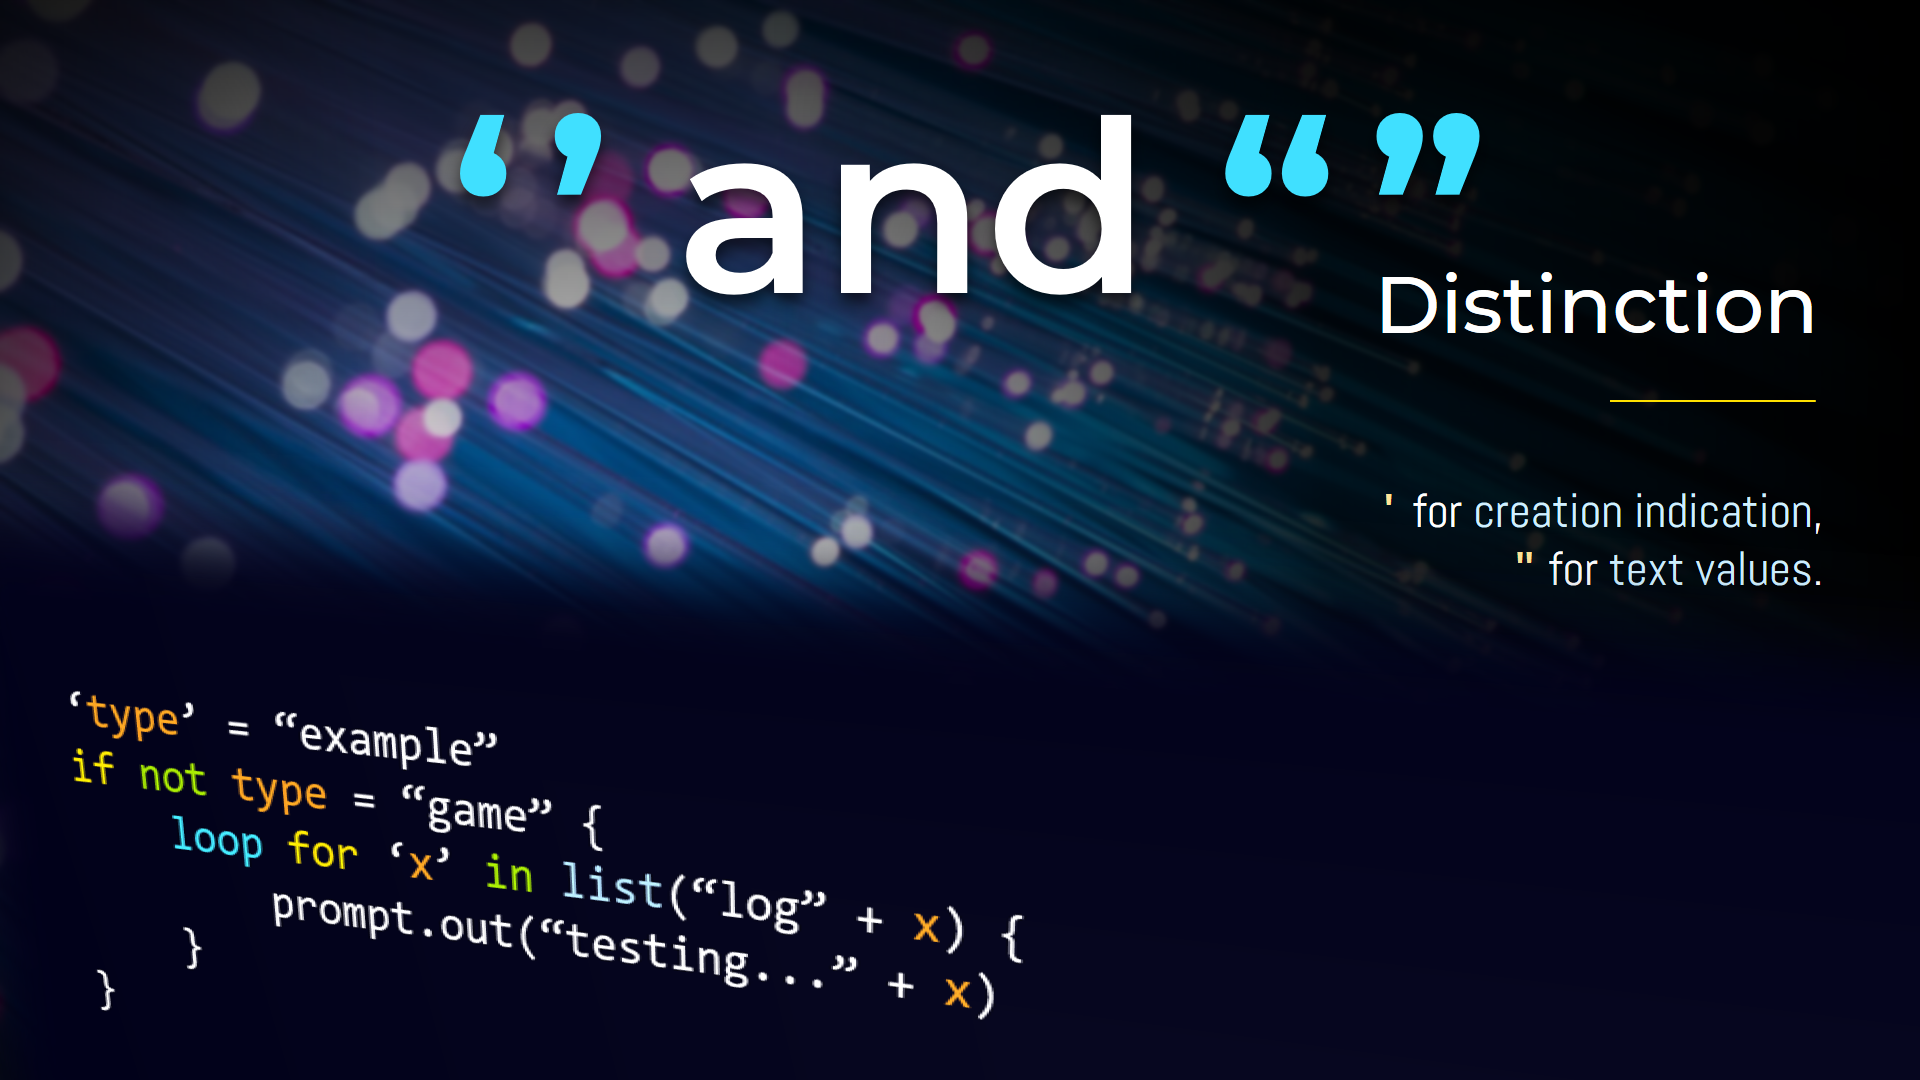 ‘ ’ and “ ”
Distinction
' for creation indication,
" for text values.
‘type’ = “example”
if not type = “game” {
loop for ‘x’ in list(“log” + x) {
prompt.out(“testing...” + x)
}
}